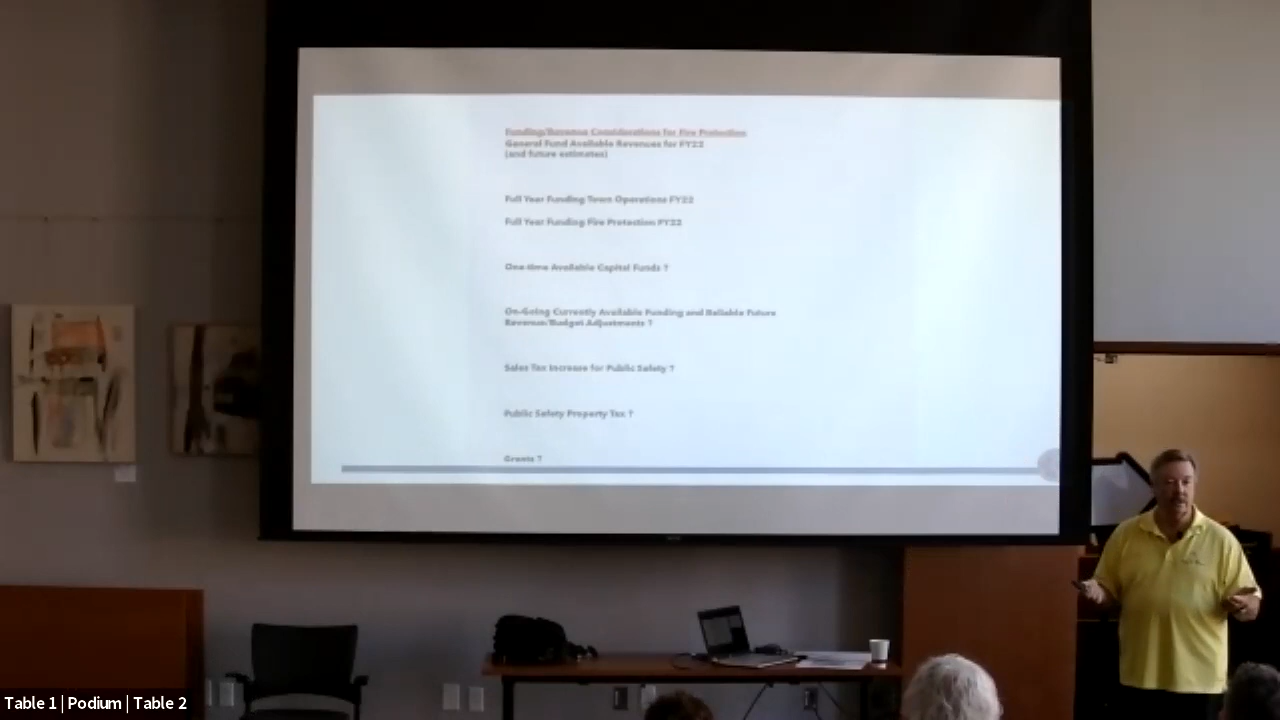 Funding/Revenue Considerations for Fire Protection
General Fund Available Revenues for FY22
(and future estimates)
Full Year Funding Town Operations FY22
Full Year Funding Fire Protection FY22
One-time Available Capital Funds ?
On-Going Currently Available Funding and Reliable Future
Revenue/Budget Adjustments ?
Sales Tax Increase for Public Safety ?
Public Safety Property Tax ?
Grants ?
Table 1 | Podium | Table 2